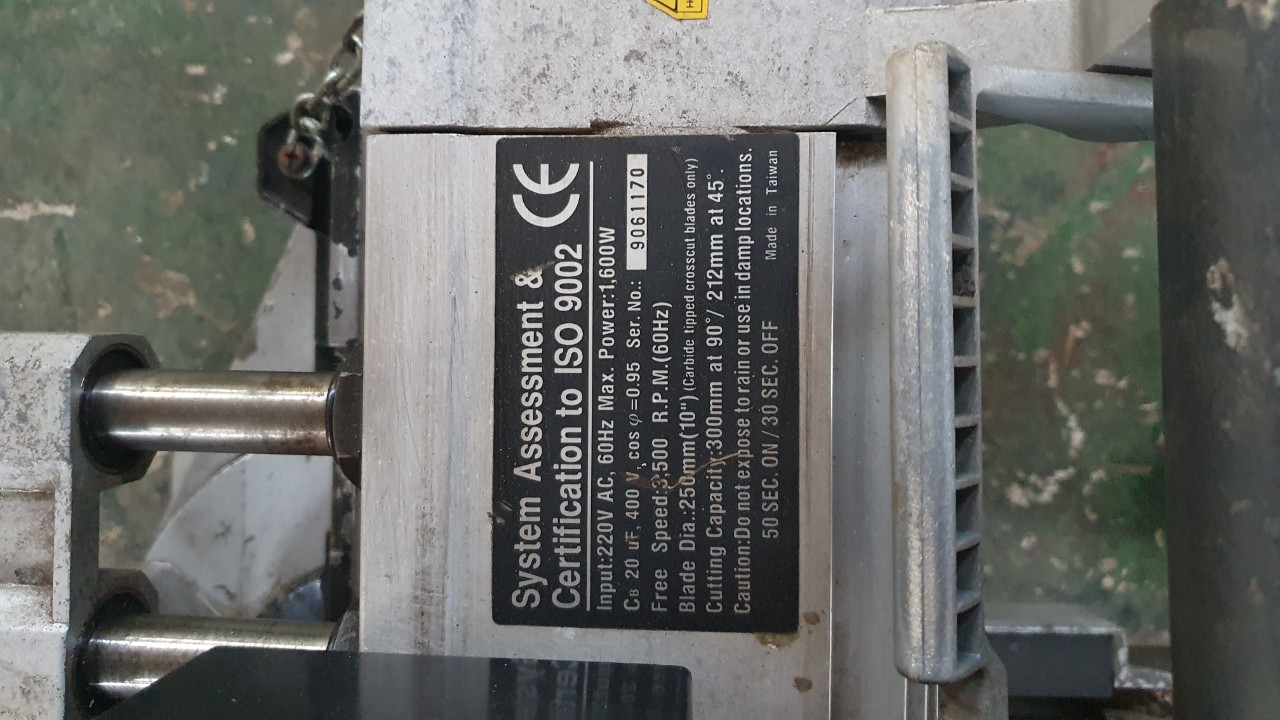 System Assessment &
Certification to ISO 9002 CE
Input:220V AC, 60Hz Max. Power:1,600W
CB 20 uF, 400 V, cos φ=0.95 Ser. No.: 9061170
Free Speed:3,500 R.P.M.(60Hz)
Blade Dia.:250mm(10") (Carbide tipped crosscut blades only)
Cutting Capacity:300mm at 90°/ 212mm at 45°.
Caution:Do not expose to rain or use in damp locations.
50 SEC. ON / 30 SEC. OFF Made in Taiwan